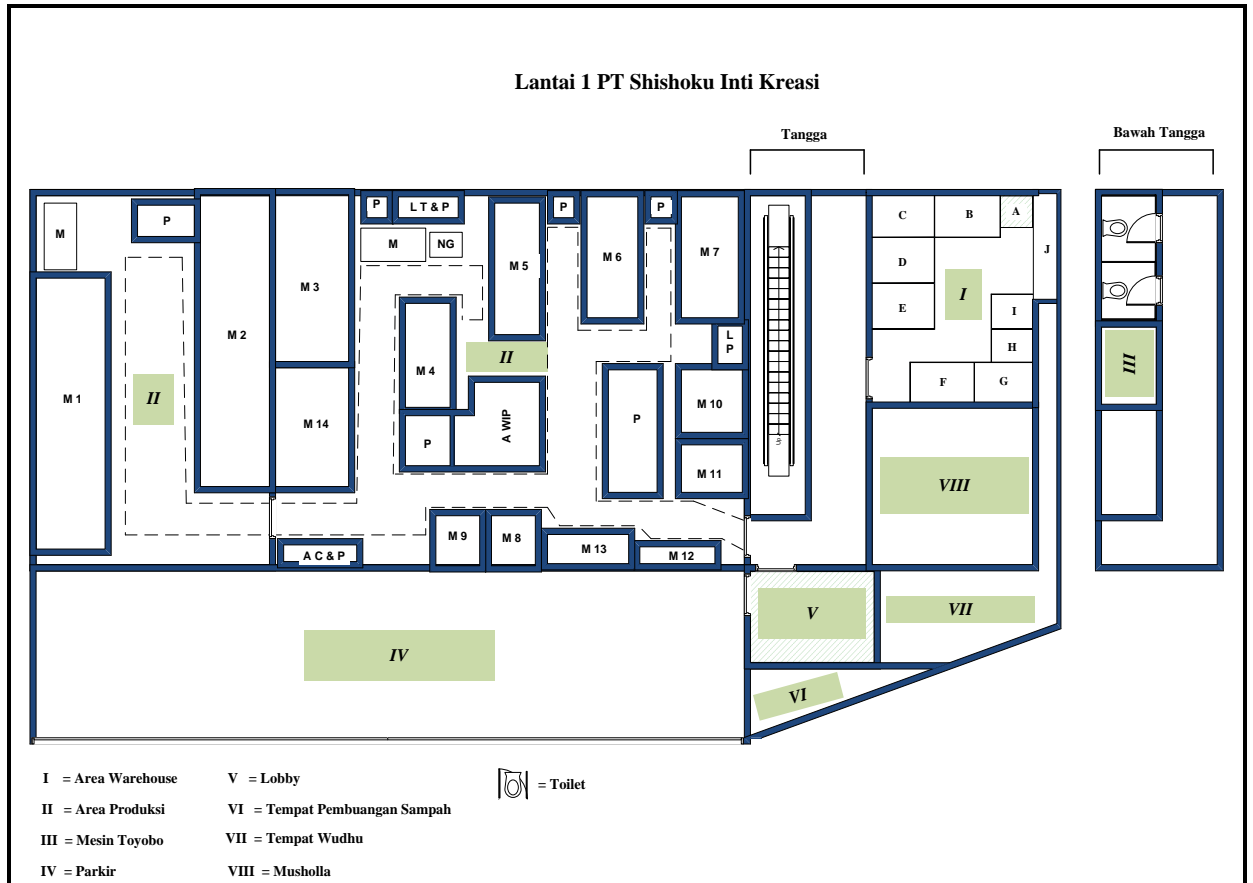 Lantai 1 PT Shishoku Inti Kreasi
Tangga
Bawah Tangga
M
P
P
L T & P
P
P
C
B
A
M
NG
M 5
M 6
M 7
D
J
M 3
E
I
I
M 2
L
P
H
II
M 4
II
III
M 1
II
F
G
M 14
A WIP
P
M 10
P
M 11
VIII
UP
M 9
M 8
M 13
M 12
A C & P
V
VII
IV
VI
I = Area Warehouse
V = Lobby
= Toilet
II = Area Produksi
VI = Tempat Pembuangan Sampah
III = Mesin Toyobo
VII = Tempat Wudhu
IV = Parkir
VIII = Musholla